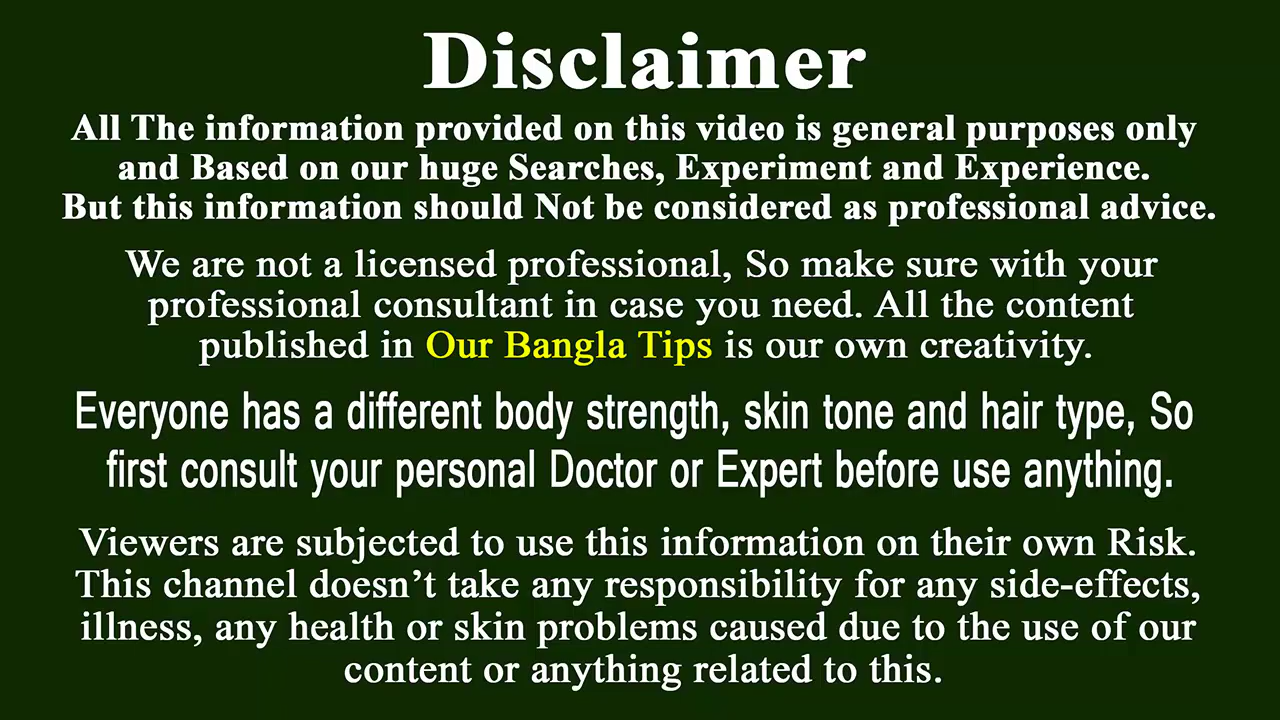 Disclaimer
All The information provided on this video is general purposes only
and Based on our huge Searches, Experiment and Experience.
But this information should Not be considered as professional advice.
We are not a licensed professional, So make sure with your
professional consultant in case you need. All the content
published in Our Bangla Tips is our own creativity.
Everyone has a different body strength, skin tone and hair type, So
first consult your personal Doctor or Expert before use anything.
Viewers are subjected to use this information on their own Risk.
This channel doesn’t take any responsibility for any side-effects,
illness, any health or skin problems caused due to the use of our
content or anything related to this.